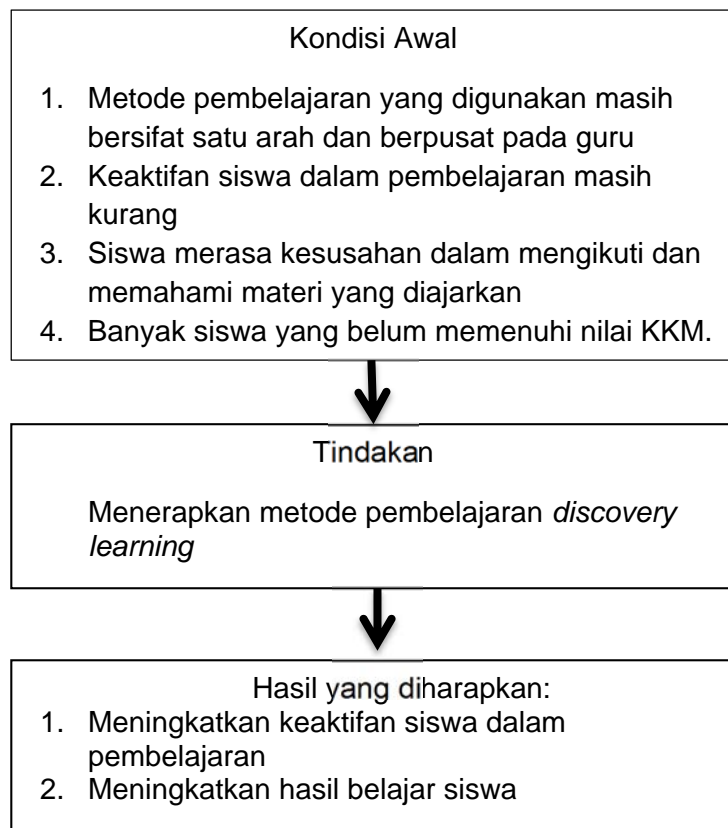 Kondisi Awal
1. Metode pembelajaran yang digunakan masih
bersifat satu arah dan berpusat pada guru
2. Keaktifan siswa dalam pembelajaran masih
kurang
3. Siswa merasa kesusahan dalam mengikuti dan
memahami materi yang diajarkan
4. Banyak siswa yang belum memenuhi nilai KKM.
Tindakan
Menerapkan metode pembelajaran discovery
learning
Hasil yang diharapkan:
1. Meningkatkan keaktifan siswa dalam
pembelajaran
2. Meningkatkan hasil belajar siswa